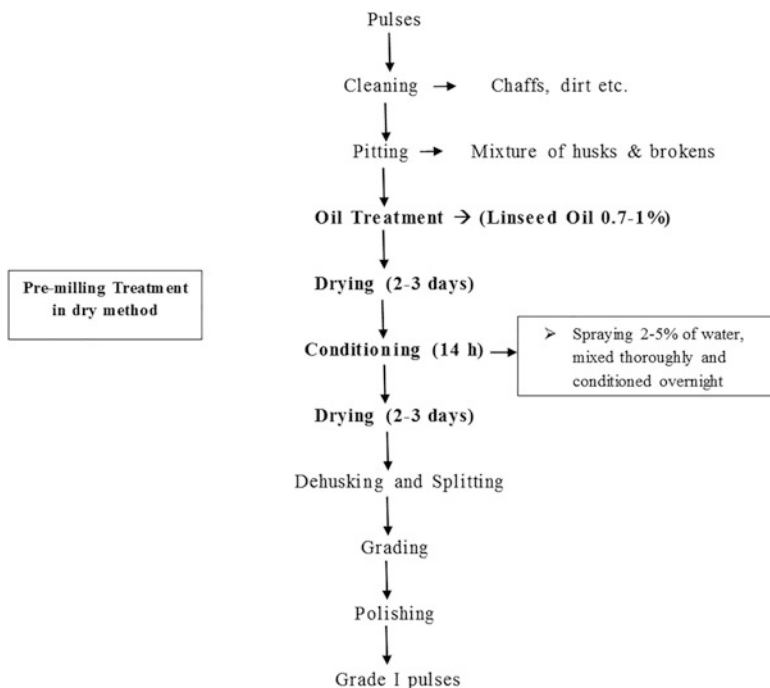 Pulses
Cleaning → Chaffs, dirt etc.
Pitting → Mixture of husks & brokens
Oil Treatment → (Linseed Oil 0.7-1%)
Drying (2-3 days)
Pre-milling Treatment
in dry method
Conditioning (14 h)
➢ Spraying 2-5% of water,
mixed thoroughly and
conditioned overnight
Drying (2-3 days)
Dehusking and Splitting
Grading
Polishing
Grade I pulses